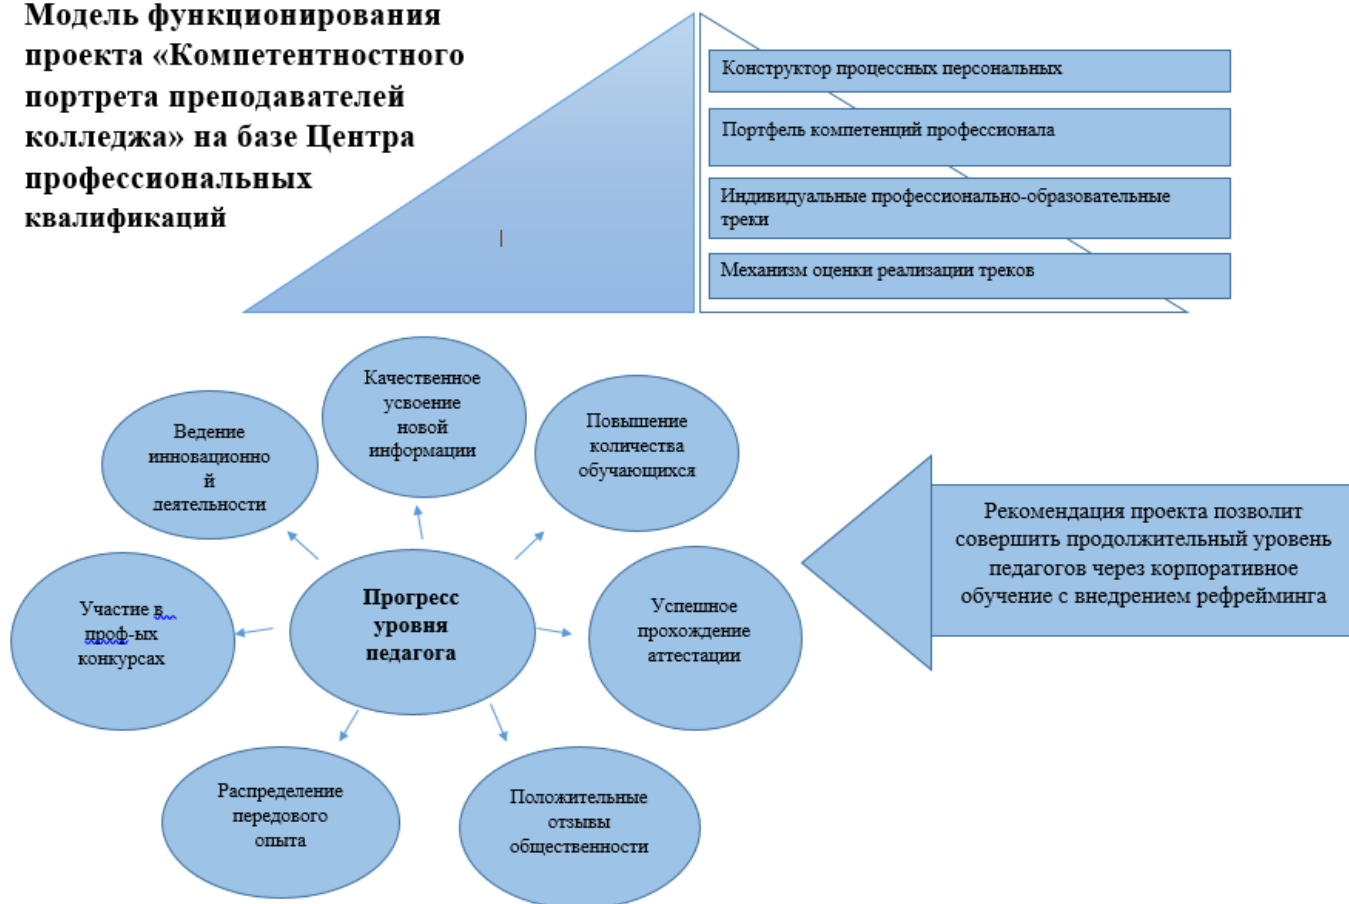 Модель функционирования
проекта «Компетентностного
портрета преподавателей
колледжа» на базе Центра
профессиональных
квалификаций
Конструктор процессных персональных
Портфель компетенций профессионала
Индивидуальные профессионально-образовательные
треки
Механизм оценки реализации треков
Качественное
усвоение
новой
информации
Повышение
количества
обучающихся
Ведение
инновационно
й
деятельности
Рекомендация проекта позволит
совершить продолжительный уровень
педагогов через корпоративное
обучение с внедрением рефрейминга
Участие в
проф-ых
конкурсах
Прогресс
уровня
педагога
Успешное
прохождение
аттестации
Распределение
передового
опыта
Положительные
отзывы
общественности